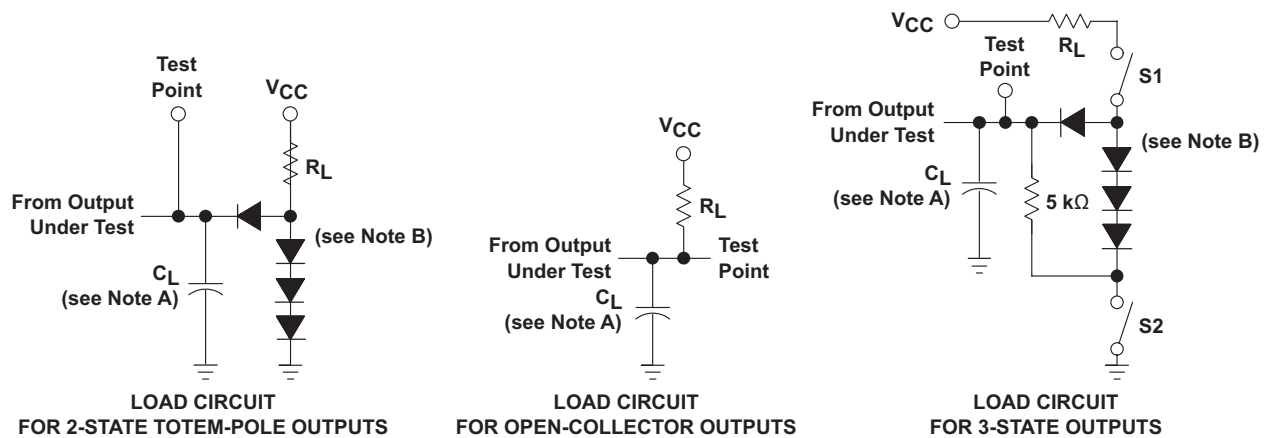 Test
Point
VCC
RL
From Output
Under Test
(see Note B)
CL
(see Note A)
LOAD CIRCUIT
FOR 2-STATE TOTEM-POLE OUTPUTS
VCC
RL
From Output
Under Test
Test
Point
CL
(see Note A)
LOAD CIRCUIT
FOR OPEN-COLLECTOR OUTPUTS
VCC
RL
Test
Point
S1
From Output
Under Test
(see Note B)
CL
(see Note A)
5 kΩ
S2
LOAD CIRCUIT
FOR 3-STATE OUTPUTS